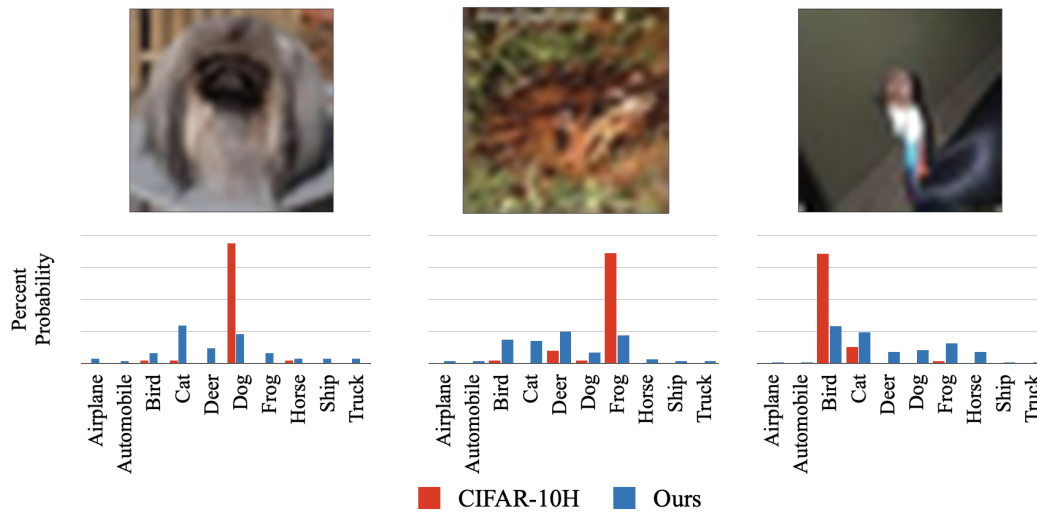 Percent
Probability
Airplane
Automobile
Bird
Cat
Deer
Dog
Frog
Horse
Ship
Truck
Airplane
Automobile
Bird
Cat
Deer
Dog
Frog
Horse
Ship
Truck
Airplane
Automobile
Bird
Cat
Deer
Dog
Frog
Horse
Ship
Truck
CIFAR-10H
Ours